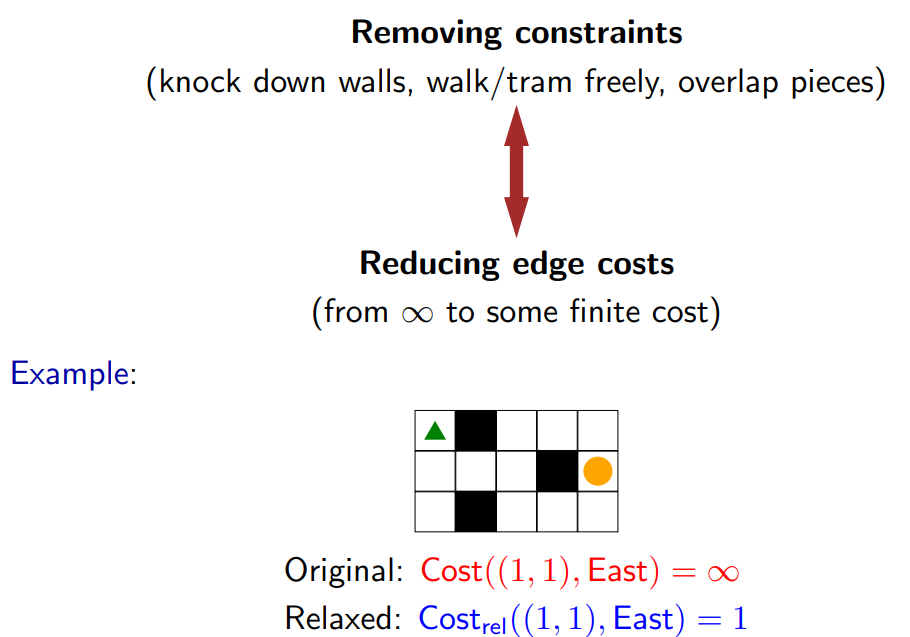 Removing constraints
(knock down walls, walk/tram freely, overlap pieces)
Reducing edge costs
(from ∞ to some finite cost)
Example:
Original: Cost((1, 1), East) = ∞
Relaxed: Cost_rel((1, 1), East) = 1